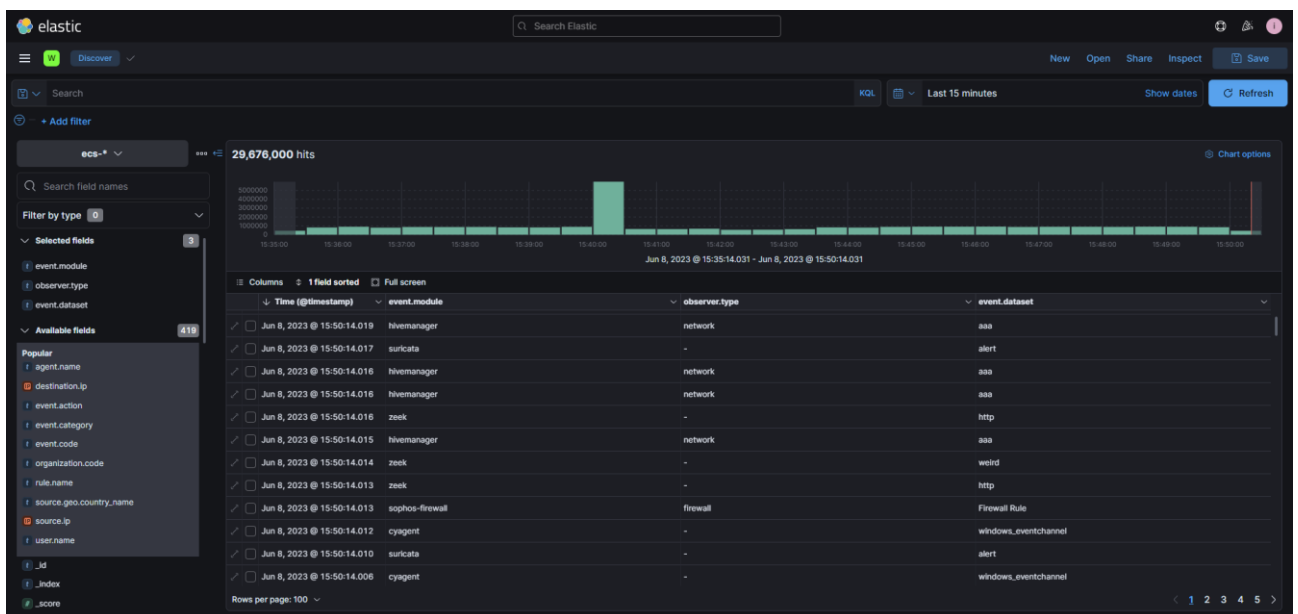 elastic
Search Elastic
i
W
Discover
New Open Share Inspect Save
Search
KQL
Last 15 minutes
Show dates
Refresh
+ Add filter
ecs-*
29,676,000 hits
Chart options
Search field names
Filter by type 0
Selected fields 3
event.module
observer.type
event.dataset
Available fields 419
Popular
agent.name
destination.ip
event.action
event.category
event.code
organization.code
rule.name
source.geo.country_name
source.ip
user.name
_id
_index
_score
5000000
4000000
3000000
2000000
1000000
0
15:35:00 15:36:00 15:37:00 15:38:00 15:39:00 15:40:00 15:41:00 15:42:00 15:43:00 15:44:00 15:45:00 15:46:00 15:47:00 15:48:00 15:49:00 15:50:00
Jun 8, 2023 @ 15:35:14.031 - Jun 8, 2023 @ 15:50:14.031
Columns 1 field sorted Full screen
Time (@timestamp) event.module observer.type event.dataset
Jun 8, 2023 @ 15:50:14.019 hivemanager network aaa
Jun 8, 2023 @ 15:50:14.017 suricata - alert
Jun 8, 2023 @ 15:50:14.016 hivemanager network aaa
Jun 8, 2023 @ 15:50:14.016 hivemanager network aaa
Jun 8, 2023 @ 15:50:14.016 zeek - http
Jun 8, 2023 @ 15:50:14.015 hivemanager network aaa
Jun 8, 2023 @ 15:50:14.014 zeek - weird
Jun 8, 2023 @ 15:50:14.013 zeek - http
Jun 8, 2023 @ 15:50:14.013 sophos-firewall firewall Firewall Rule
Jun 8, 2023 @ 15:50:14.012 cyagent - windows_eventchannel
Jun 8, 2023 @ 15:50:14.010 suricata - alert
Jun 8, 2023 @ 15:50:14.006 cyagent - windows_eventchannel
Rows per page: 100
< 1 2 3 4 5 >